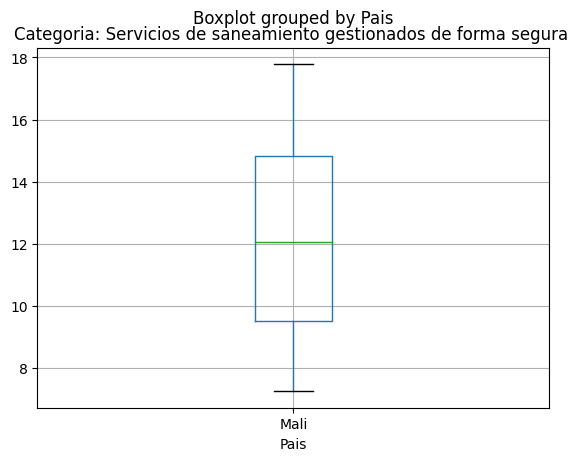 Boxplot grouped by Pais
Categoria: Servicios de saneamiento gestionados de forma segura
18
16
14
12
10
8
Mali
Pais